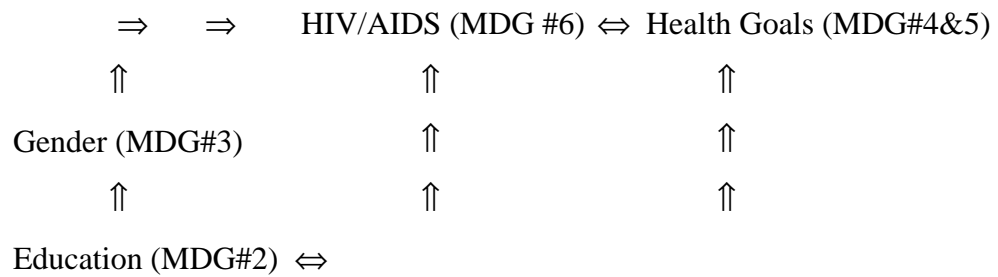 ⇒ ⇒ HIV/AIDS (MDG #6) ⇔ Health Goals (MDG#4&5)
⇑ ⇑ ⇑
Gender (MDG#3) ⇑ ⇑
⇑ ⇑ ⇑
Education (MDG#2) ⇔